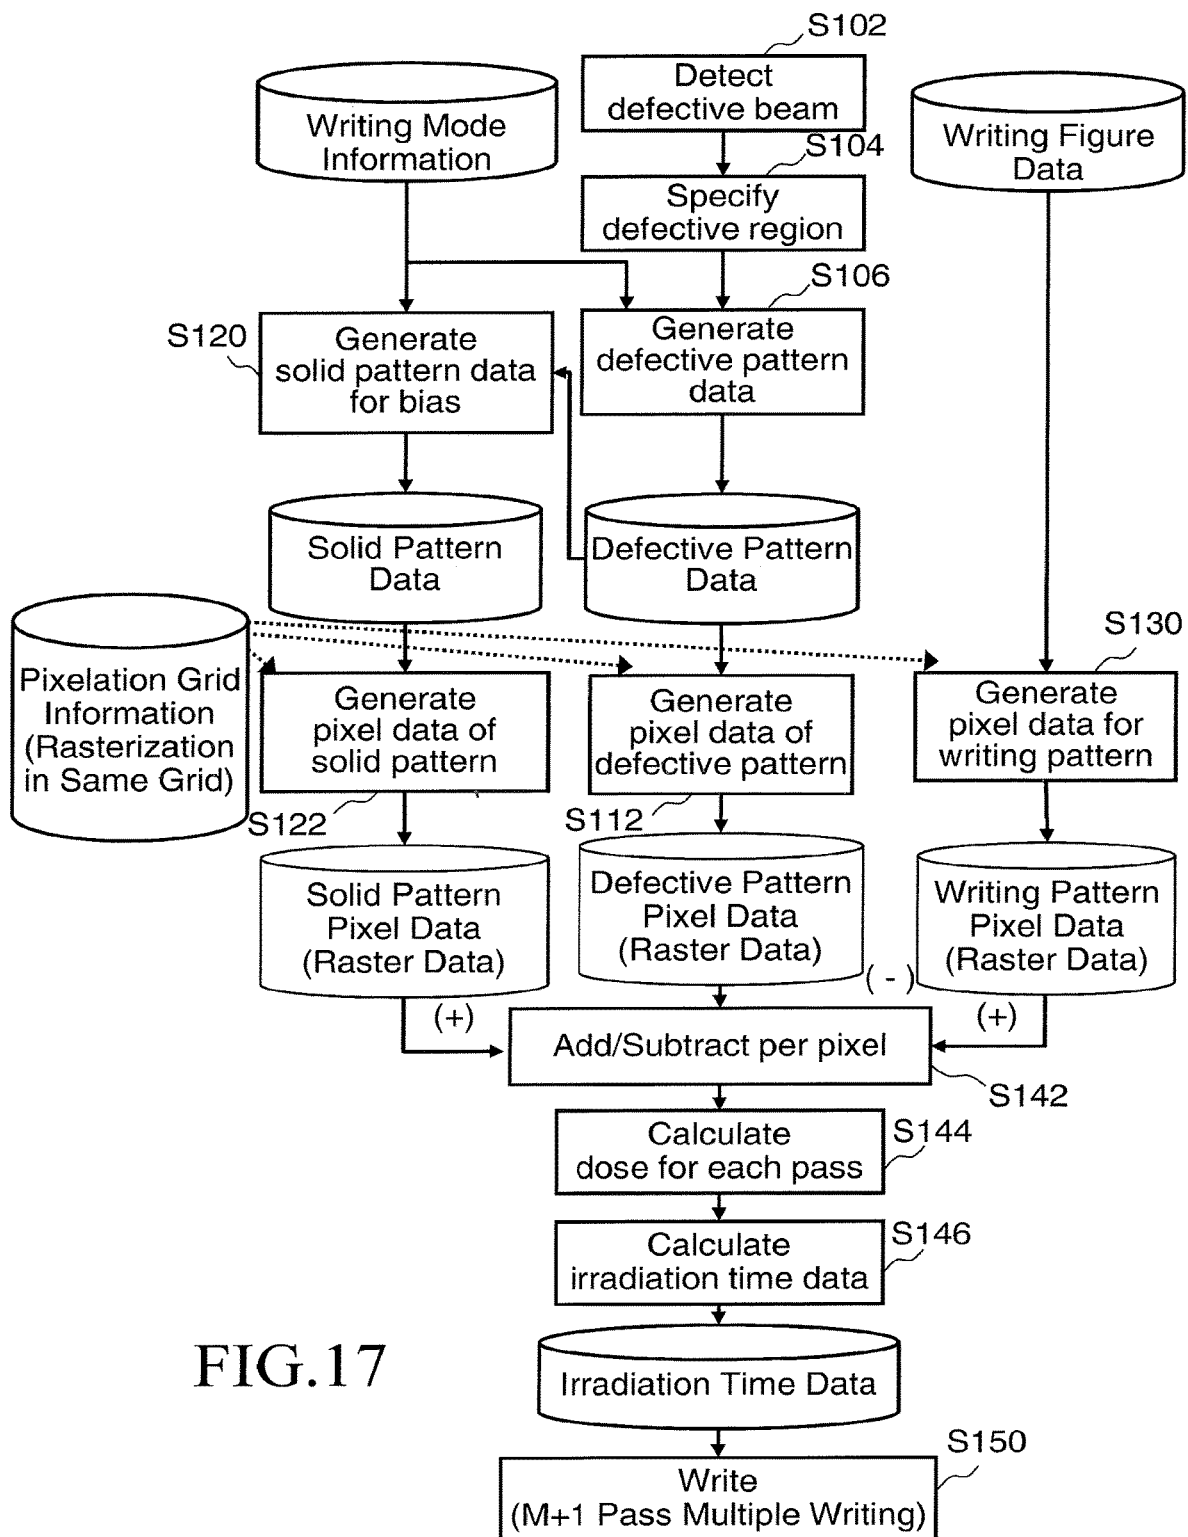 S102
Detect
defective beam
Writing Mode
Information
Writing Figure
Data
S104
Specify
defective region
S106
Generate
defective pattern
data
S120
Generate
solid pattern data
for bias
Solid Pattern
Data
Defective Pattern
Data
Pixelation Grid
Information
(Rasterization
in Same Grid)
S130
Generate
pixel data of
solid pattern
Generate
pixel data of
defective pattern
Generate
pixel data for
writing pattern
S122
S112
Solid Pattern
Pixel Data
(Raster Data)
Defective Pattern
Pixel Data
(Raster Data)
Writing Pattern
Pixel Data
(Raster Data)
(+)
(-)
(+)
Add/Subtract per pixel
S142
Calculate
dose for each pass
S144
Calculate
irradiation time data
S146
FIG.17
Irradiation Time Data
S150
Write
(M+1 Pass Multiple Writing)